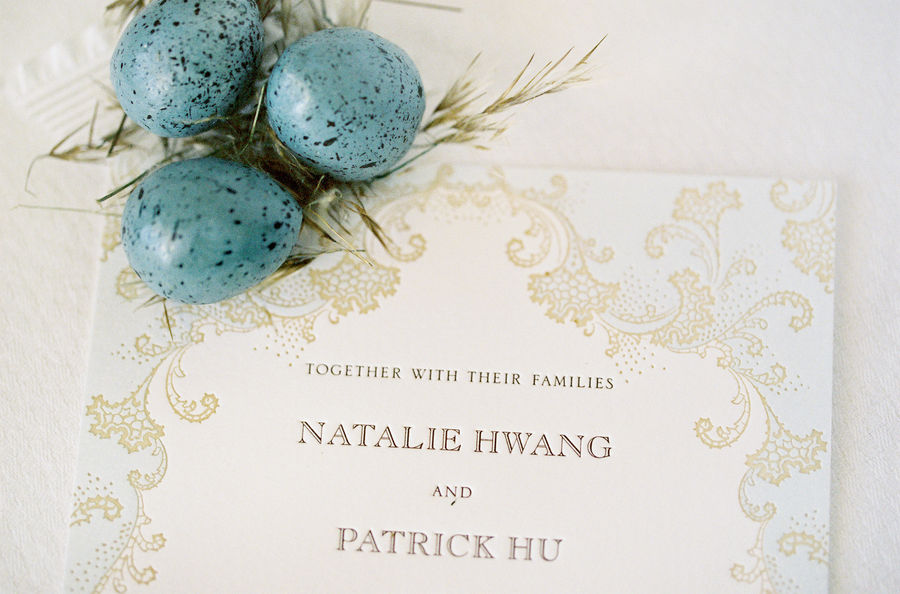 TOGETHER WITH THEIR FAMILIES
NATALIE HWANG
AND
PATRICK HU